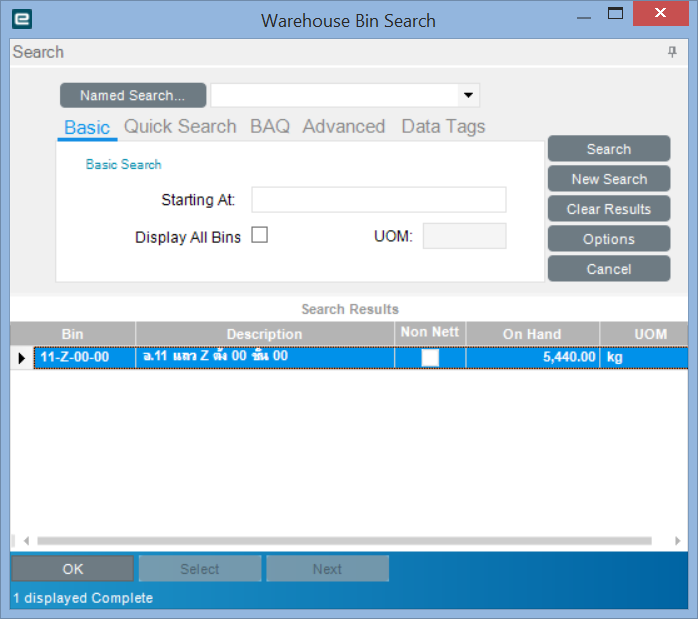 Warehouse Bin Search
Search
Named Search...
Basic Quick Search BAQ Advanced Data Tags
Basic Search
Starting At:
Display All Bins
UOM:
Search
New Search
Clear Results
Options
Cancel
Search Results
Bin Description Non Nett On Hand UOM
11-Z-00-00 อ.11 แถว Z ตั้ง 00 ชั้น 00 5,440.00 kg
OK Select Next
1 displayed Complete